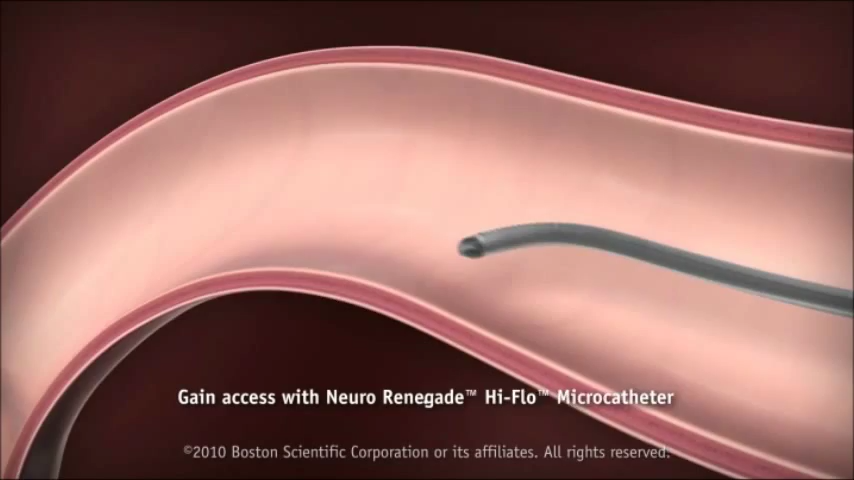 Gain access with Neuro Renegade™ Hi-Flo™ Microcatheter
©2010 Boston Scientific Corporation or its affiliates. All rights reserved.